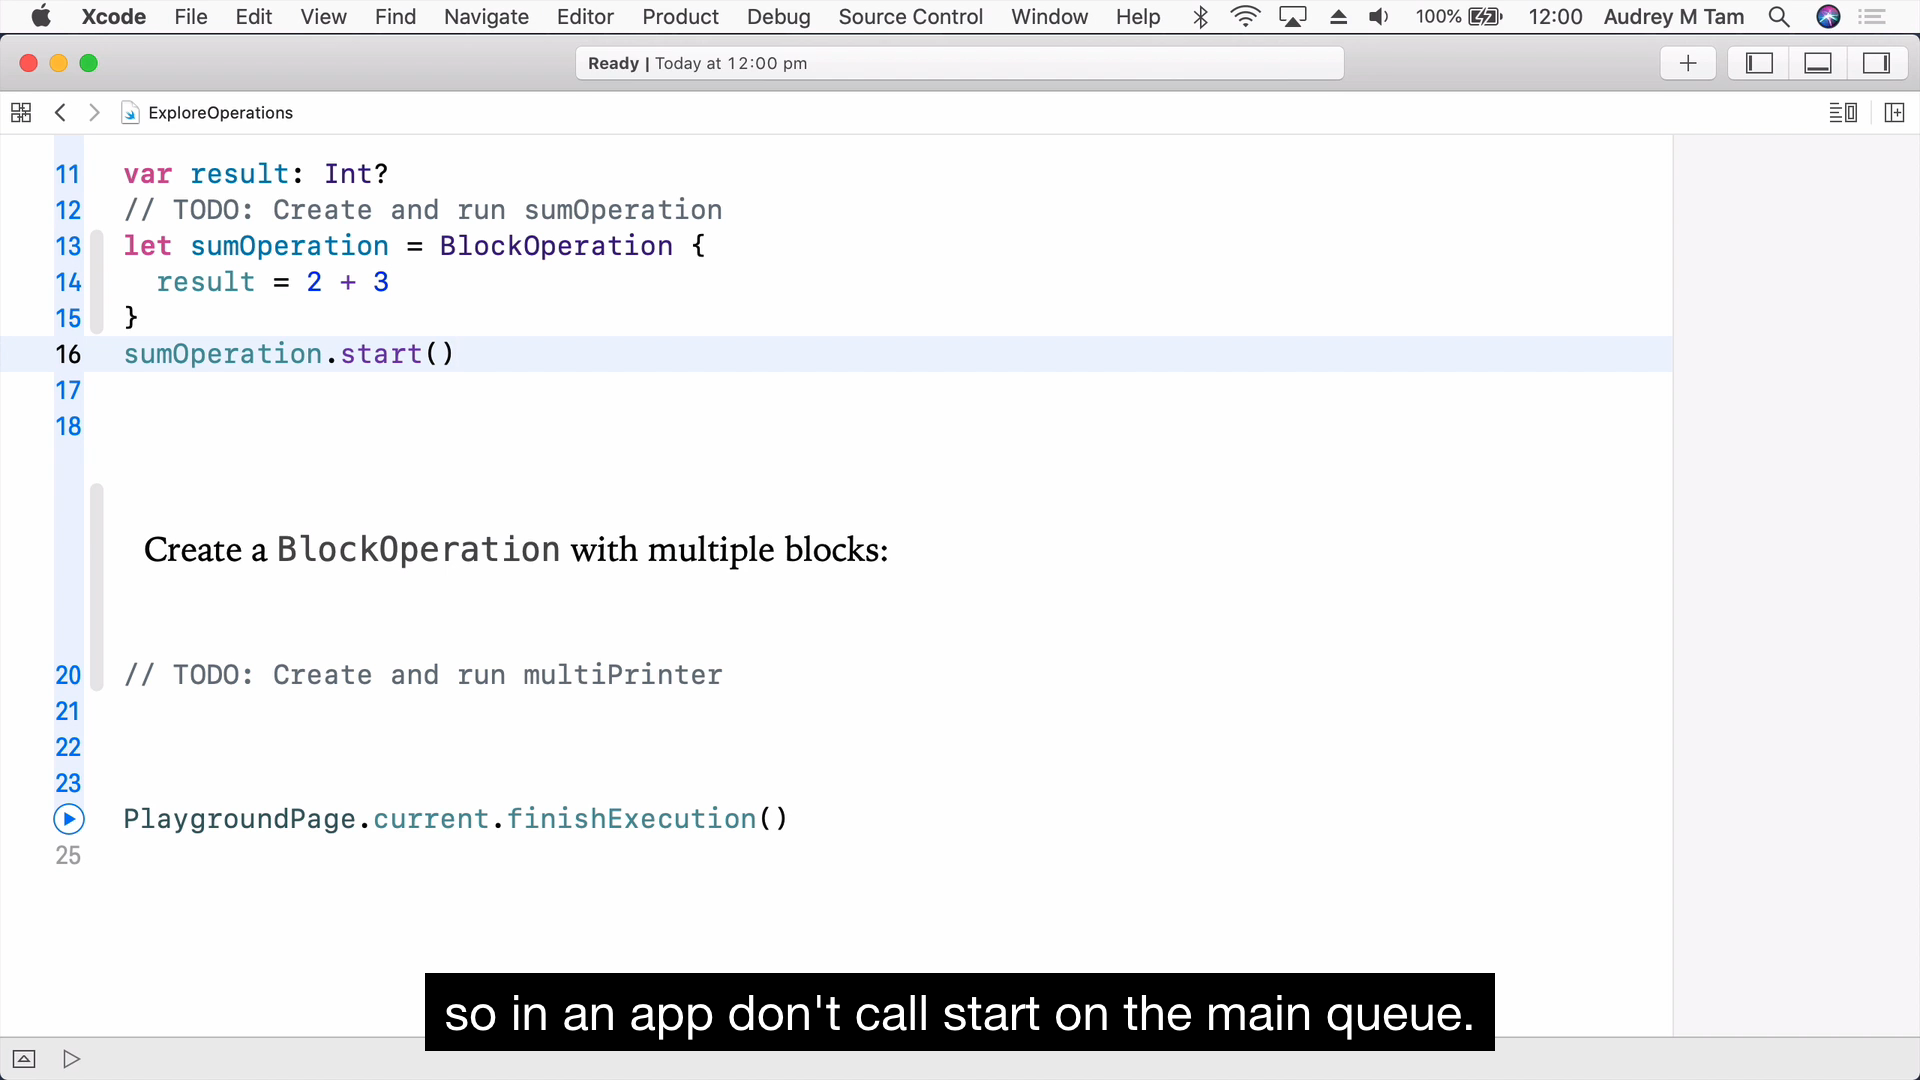 Xcode File Edit View Find Navigate Editor Product Debug Source Control Window Help 100% 12:00 Audrey M Tam
Ready | Today at 12:00 pm
ExploreOperations
11 var result: Int?
12 // TODO: Create and run sumOperation
13 let sumOperation = BlockOperation {
14 result = 2 + 3
15 }
16 sumOperation.start()
17
18
Create a BlockOperation with multiple blocks:
20 // TODO: Create and run multiPrinter
21
22
23
PlaygroundPage.current.finishExecution()
25
so in an app don't call start on the main queue.